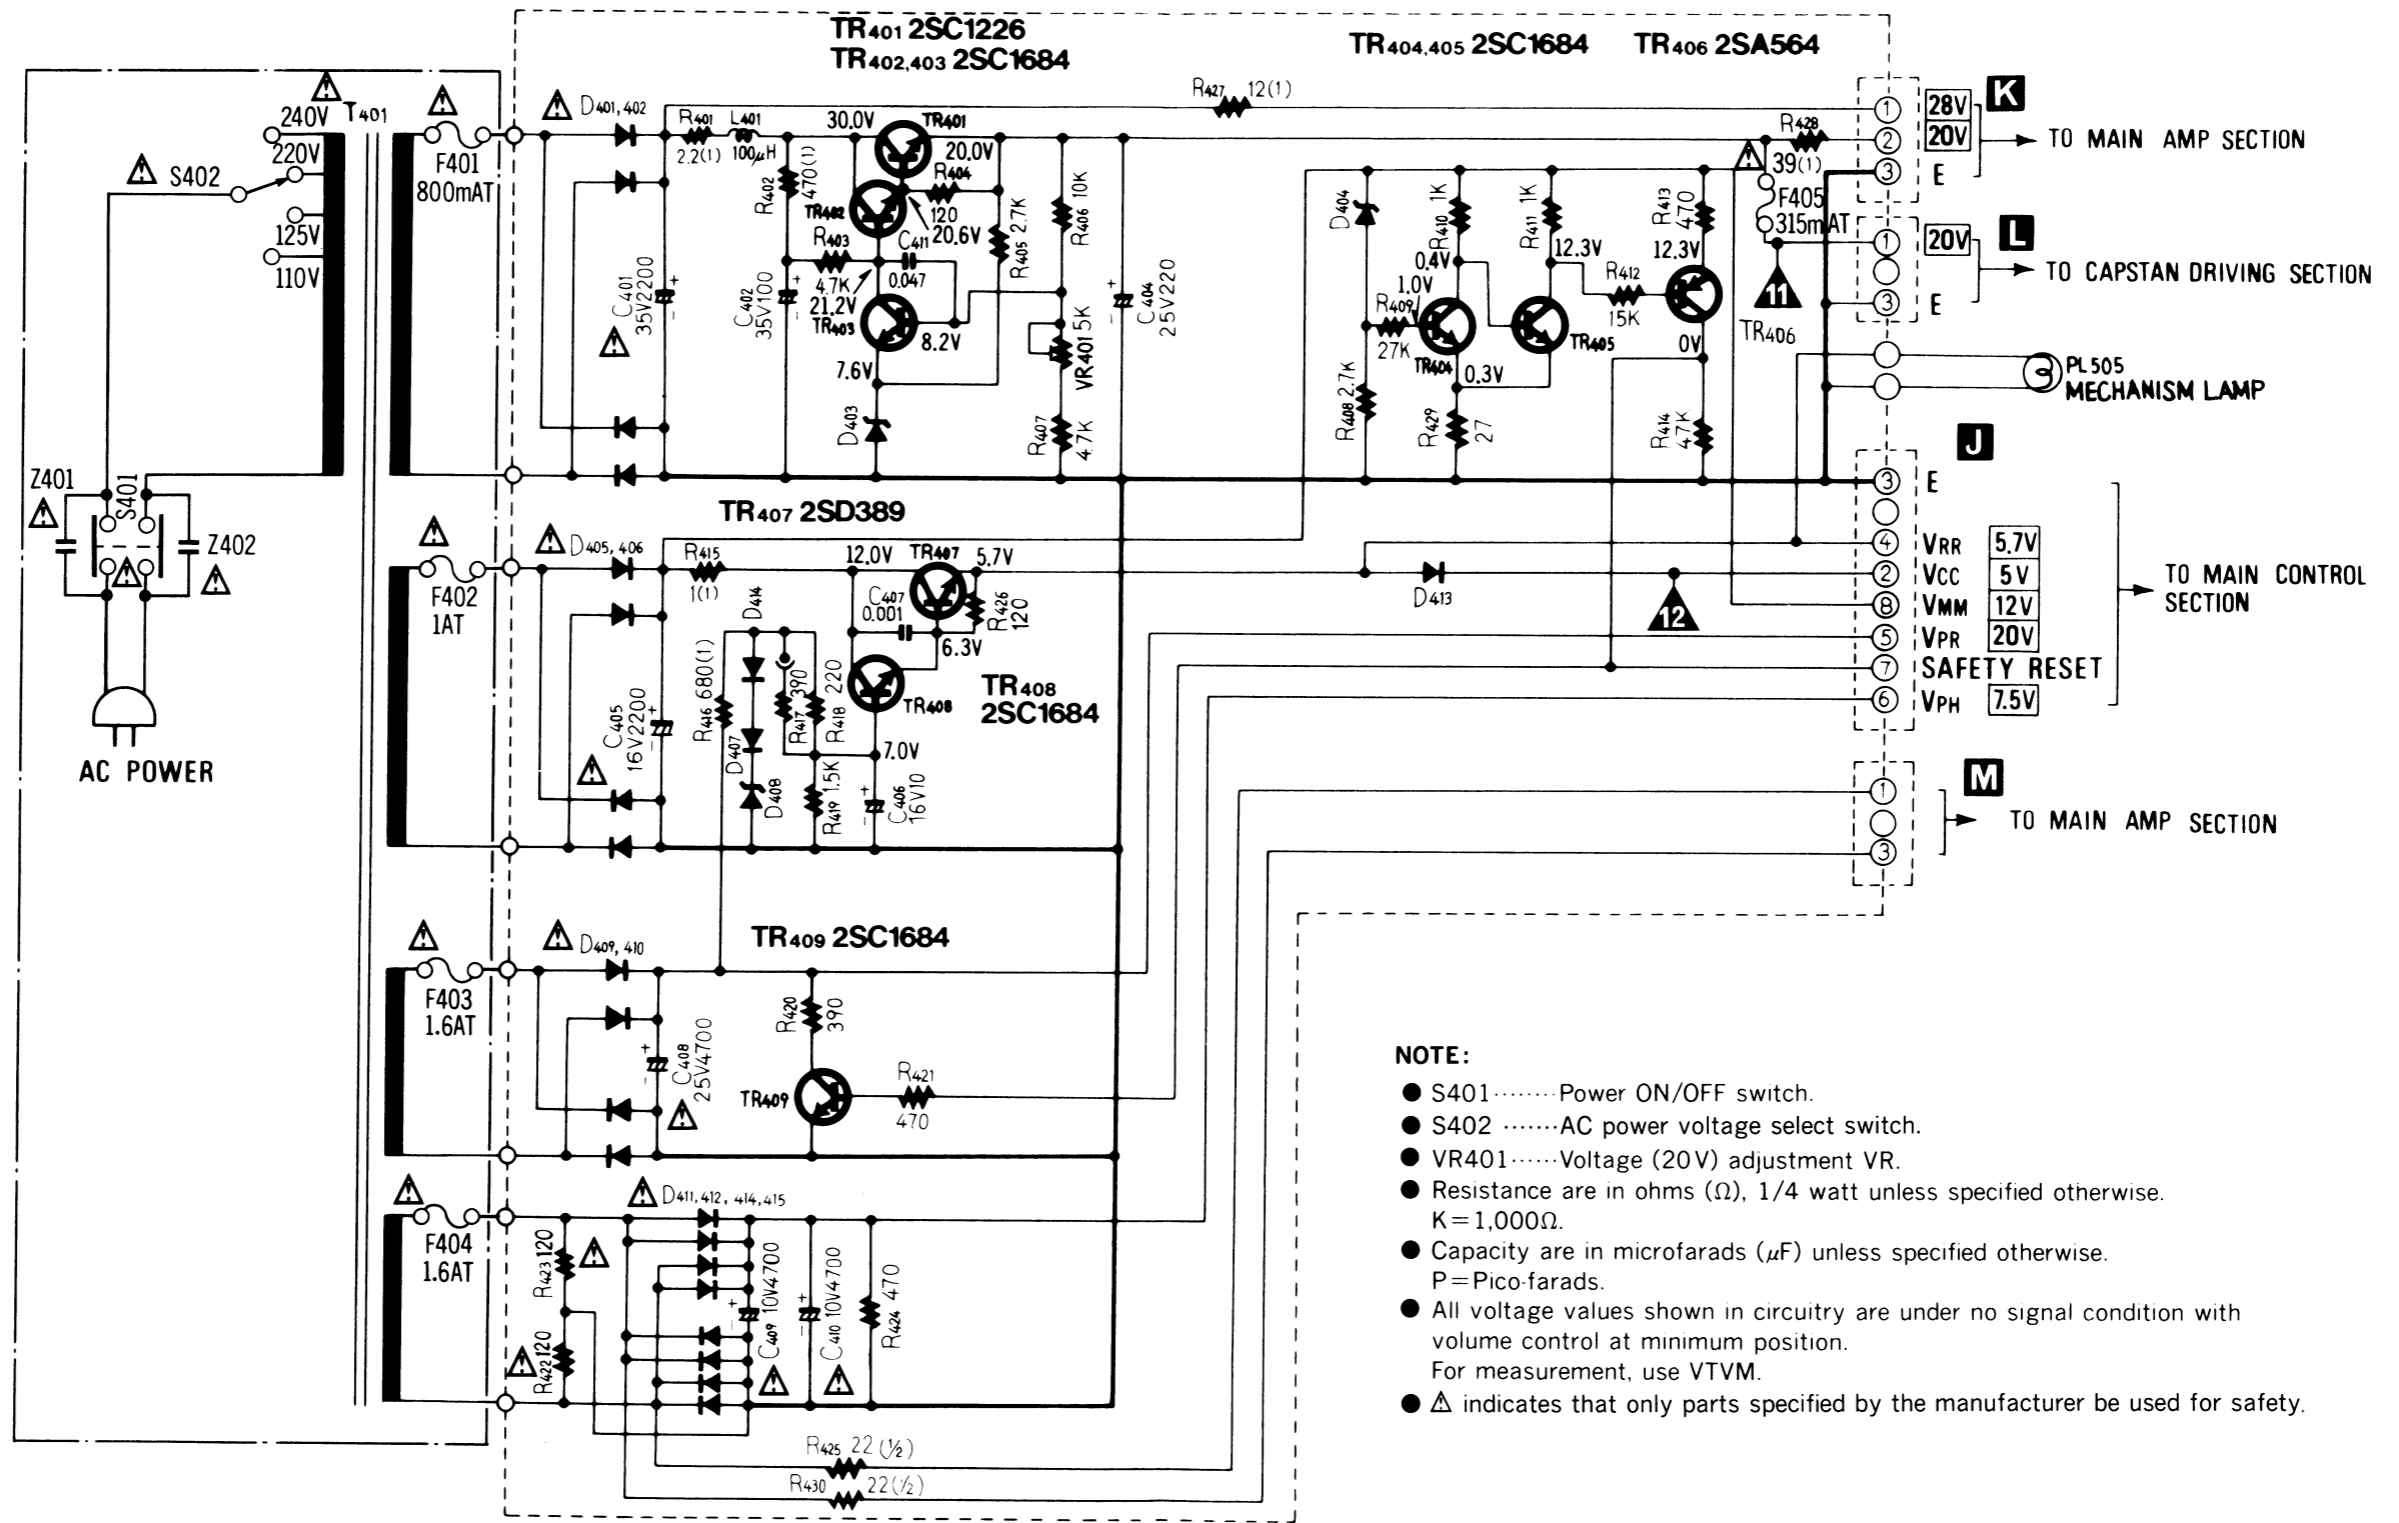 TR401 2SC1226
TR402,403 2SC1684
TR404,405 2SC1684
TR406 2SA564
T401
240V
220V
125V
110V
S402
F401
800mAT
D401,402
R401
2.2(1)
L401
100μH
R402
470(1)
30.0V
TR401
20.0V
R404
120
20.6V
TR402
R403
4.7K
21.2V
C411
0.047
TR403
8.2V
7.6V
D403
R405 2.7K
R406 10K
VR401 5K
R407
4.7K
C401
35V2200
C402
35V100
C404
25V220
R427
12(1)
D404
R410 1K
R411 1K
R413
470
0.4V
12.3V
12.3V
1.0V
R409
27K
TR404
0.3V
TR405
R412
15K
0V
R408 2.7K
R429
27
R414
47K
R428
39(1)
F405
315mAT
11
TR406
K
1
28V
2
20V
3
E
TO MAIN AMP SECTION
L
1
20V
3
E
TO CAPSTAN DRIVING SECTION
PL505
MECHANISM LAMP
J
3
E
4
VRR
5.7V
2
VCC
5V
8
VMM
12V
5
VPR
20V
7
SAFETY RESET
6
VPH
7.5V
TO MAIN CONTROL
SECTION
M
1
3
TO MAIN AMP SECTION
Z401
S401
Z402
AC POWER
TR407 2SD389
F402
1AT
D405,406
R415
1(1)
12.0V
TR407
5.7V
C407
0.001
R426
120
6.3V
D414
R416 680(1)
R417 390
R418 220
D407
D408
TR408
7.0V
R419 1.5K
C406
16V10
C405
16V2200
TR408
2SC1684
D413
12
TR409 2SC1684
F403
1.6AT
D409,410
C408
25V4700
R420
390
TR409
R421
470
F404
1.6AT
D411,412,414,415
R423 120
R422 120
C409 10V4700
C410 10V4700
R424 470
R425 22(½)
R430 22(½)
NOTE:
● S401········Power ON/OFF switch.
● S402 ·······AC power voltage select switch.
● VR401······Voltage (20V) adjustment VR.
● Resistance are in ohms (Ω), 1/4 watt unless specified otherwise.
K=1,000Ω.
● Capacity are in microfarads (μF) unless specified otherwise.
P=Pico-farads.
● All voltage values shown in circuitry are under no signal condition with
volume control at minimum position.
For measurement, use VTVM.
● ⚠ indicates that only parts specified by the manufacturer be used for safety.